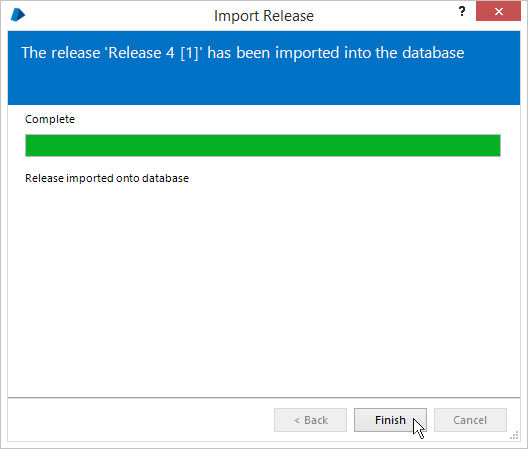 Import Release
?
The release 'Release 4 [1]' has been imported into the database
Complete
Release imported onto database
< Back
Finish
Cancel